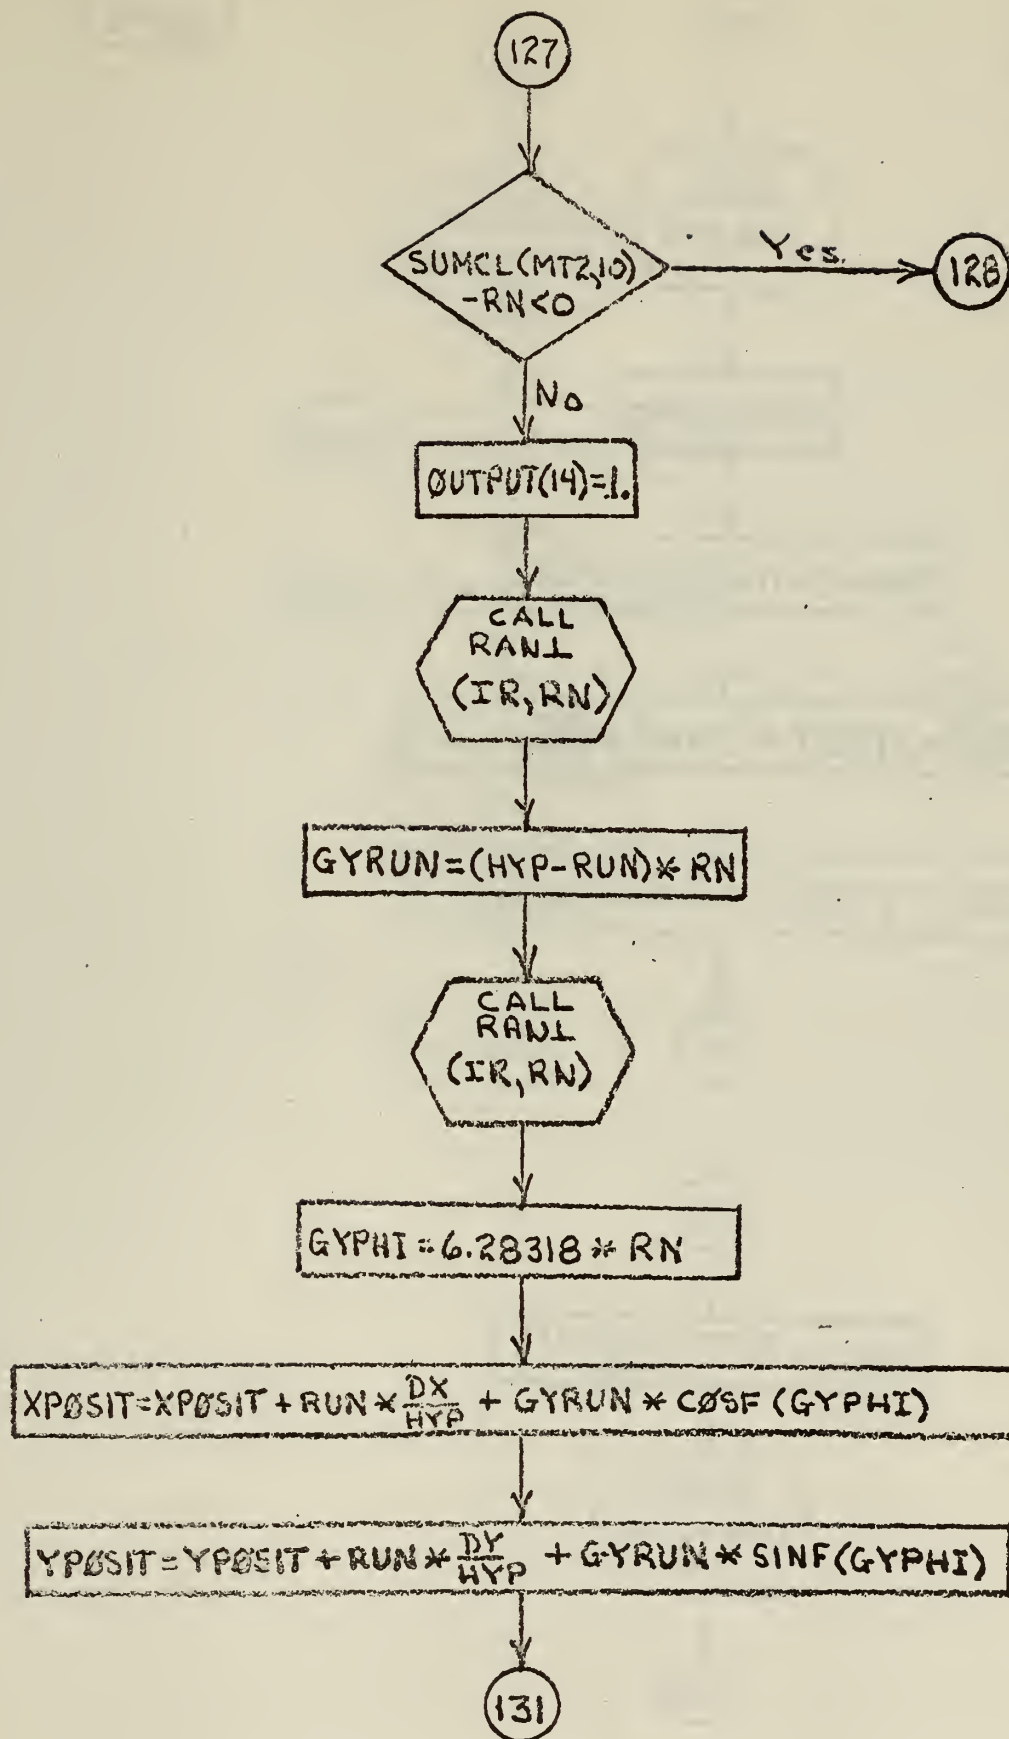 127
SUMCL(MT2,10)
-RN<0
Yes.
128
No
ØUTPUT(14)=1.
CALL
RAN1
(IR,RN)
GYRUN=(HYP-RUN)*RN
CALL
RAN1
(IR,RN)
GYPHI=6.28318*RN
XPØSIT=XPØSIT+RUN*DX/HYP+GYRUN*CØSF(GYPHI)
YPØSIT=YPØSIT+RUN*DY/HYP+GYRUN*SINF(GYPHI)
131